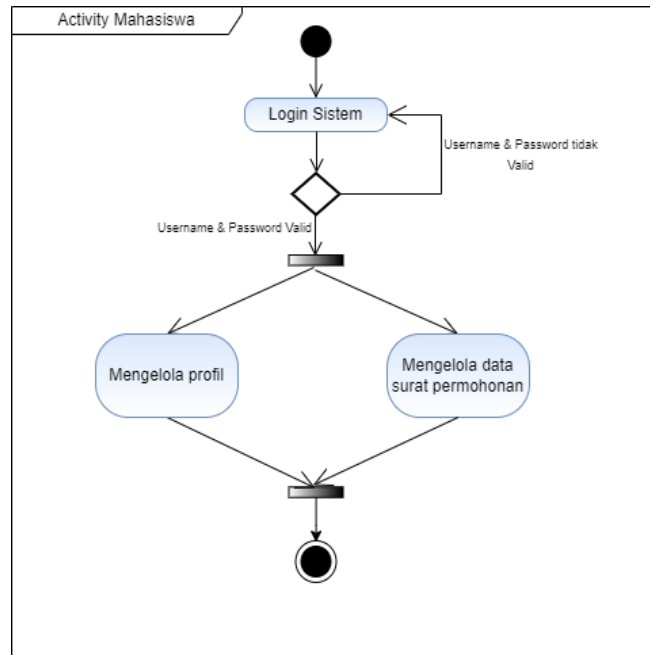 Activity Mahasiswa
Login Sistem
Username & Password tidak
Valid
Username & Password Valid
Mengelola profil
Mengelola data
surat permohonan